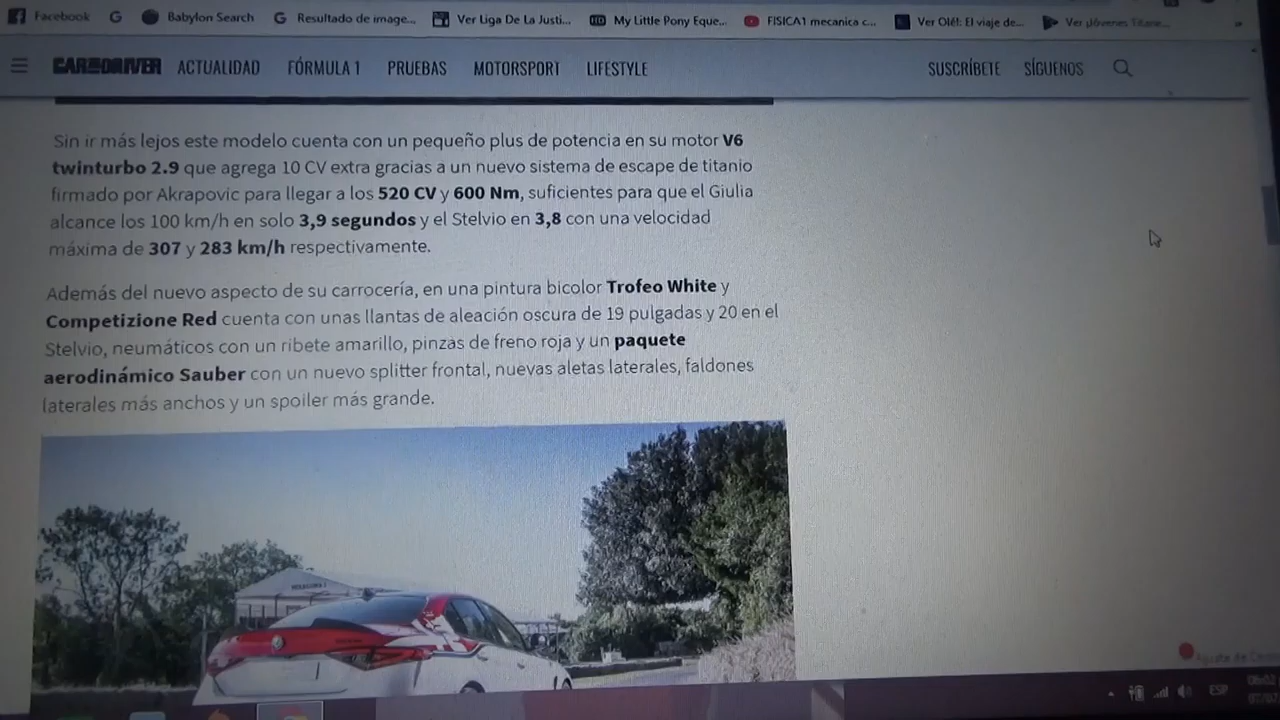 Facebook G Babylon Search Resultado de image... Ver Liga De La Justi... My Little Pony Eque... FISICA1 mecanica c... Ver Olé!: El viaje de... Ver Jóvenes Titane... »
CAR AND DRIVER ACTUALIDAD FÓRMULA 1 PRUEBAS MOTORSPORT LIFESTYLE SUSCRÍBETE SÍGUENOS
Sin ir más lejos este modelo cuenta con un pequeño plus de potencia en su motor V6
twinturbo 2.9 que agrega 10 CV extra gracias a un nuevo sistema de escape de titanio
firmado por Akrapovic para llegar a los 520 CV y 600 Nm, suficientes para que el Giulia
alcance los 100 km/h en solo 3,9 segundos y el Stelvio en 3,8 con una velocidad
máxima de 307 y 283 km/h respectivamente.
Además del nuevo aspecto de su carrocería, en una pintura bicolor Trofeo White y
Competizione Red cuenta con unas llantas de aleación oscura de 19 pulgadas y 20 en el
Stelvio, neumáticos con un ribete amarillo, pinzas de freno roja y un paquete
aerodinámico Sauber con un nuevo splitter frontal, nuevas aletas laterales, faldones
laterales más anchos y un spoiler más grande.
ESP